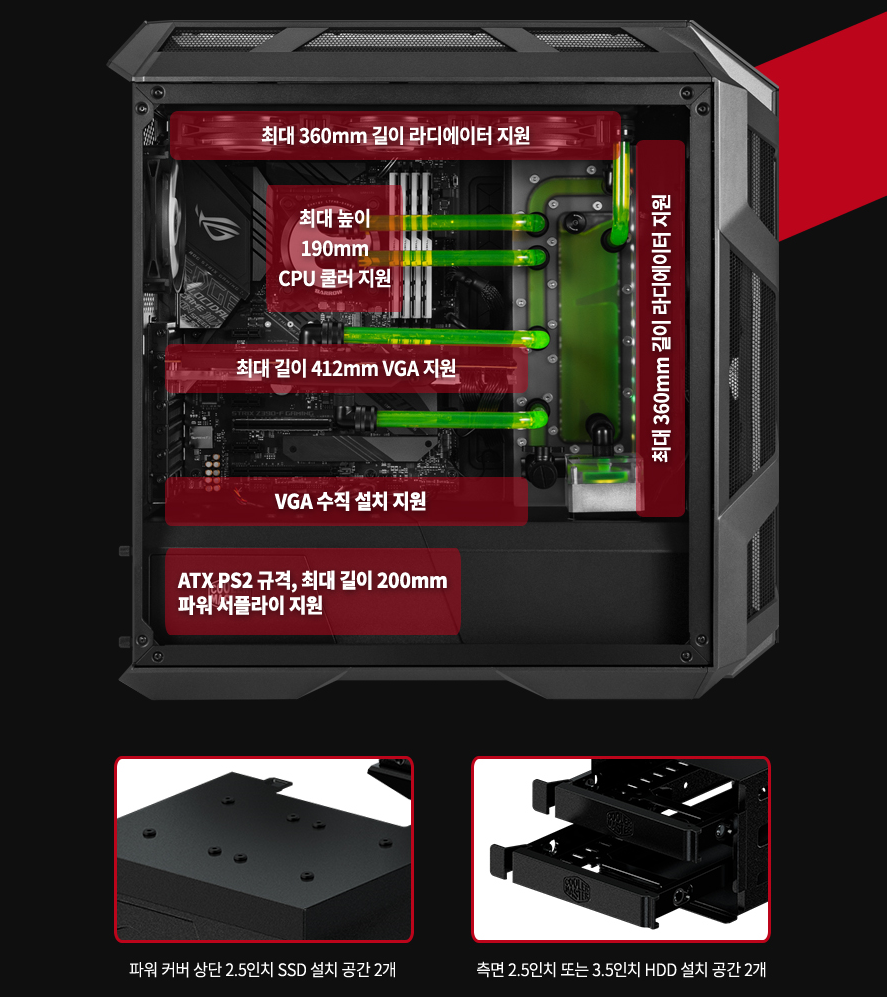 최대 360mm 길이 라디에이터 지원
최대 높이
190mm
CPU 쿨러 지원
최대 360mm 길이 라디에이터 지원
최대 길이 412mm VGA 지원
STRIX Z390-F GAMING
VGA 수직 설치 지원
ATX PS2 규격, 최대 길이 200mm
파워 서플라이 지원
COOLER
MASTER
파워 커버 상단 2.5인치 SSD 설치 공간 2개
측면 2.5인치 또는 3.5인치 HDD 설치 공간 2개